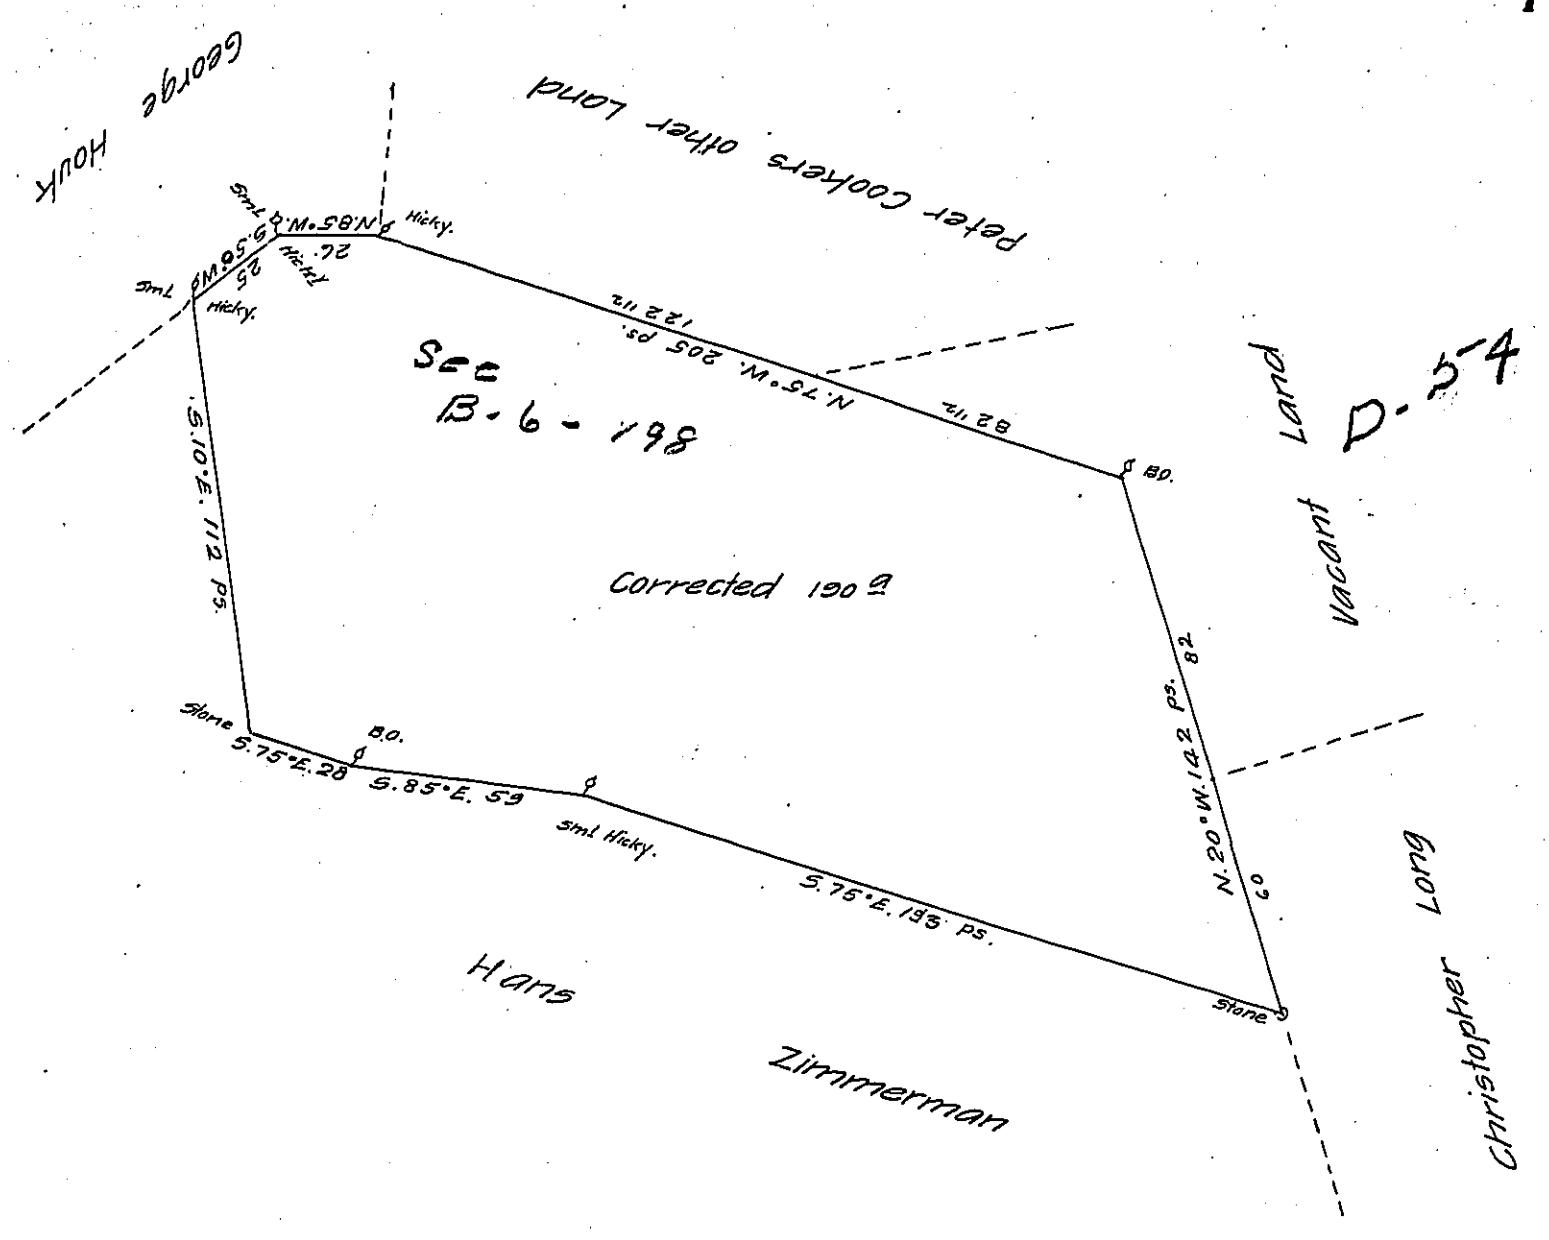 George
Houk
Peter Cookers other Land
Sml
Hicky
N.85°W.
26
Hicky.
S.50°W
25
Sml
Hicky.
122 1/2
N.75°W. 205 ps.
82 1/2
B.O.
See
B-6-198
Vacant Land
D-54
S.10°E. 112 ps.
Corrected 190 a
82
N.20°W.142 ps.
60
Stone
S.75°E.28
B.O.
S.85°E. 59
Sml Hicky.
S.75°E. 193 ps.
Stone
Christopher Long
Hans
Zimmerman